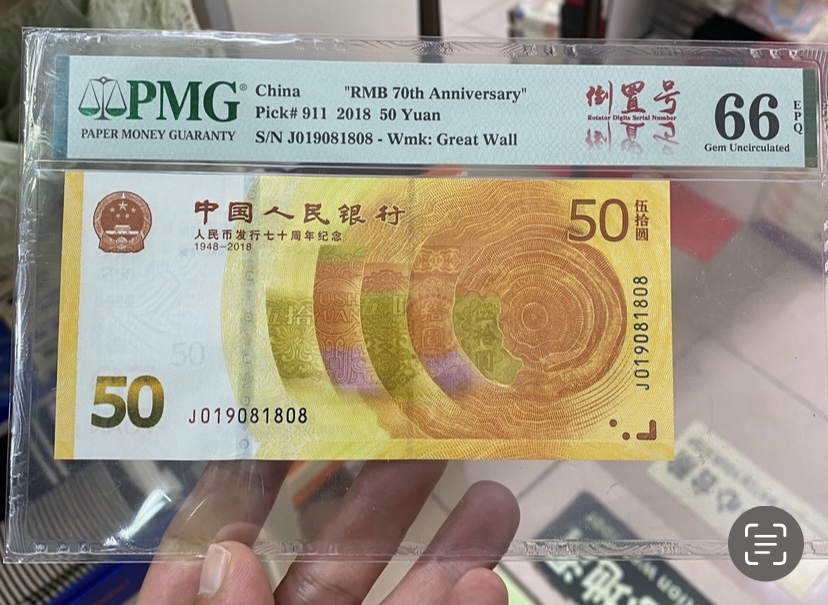 PMG®
PAPER MONEY GUARANTY
China "RMB 70th Anniversary"
Pick# 911 2018 50 Yuan
S/N J019081808 - Wmk: Great Wall
倒置号
Rotator Digits Serial Number
66
EPQ
Gem Uncirculated
中国人民银行
人民币发行七十周年纪念
1948-2018
50
伍拾圆
50
50
J019081808
J019081808